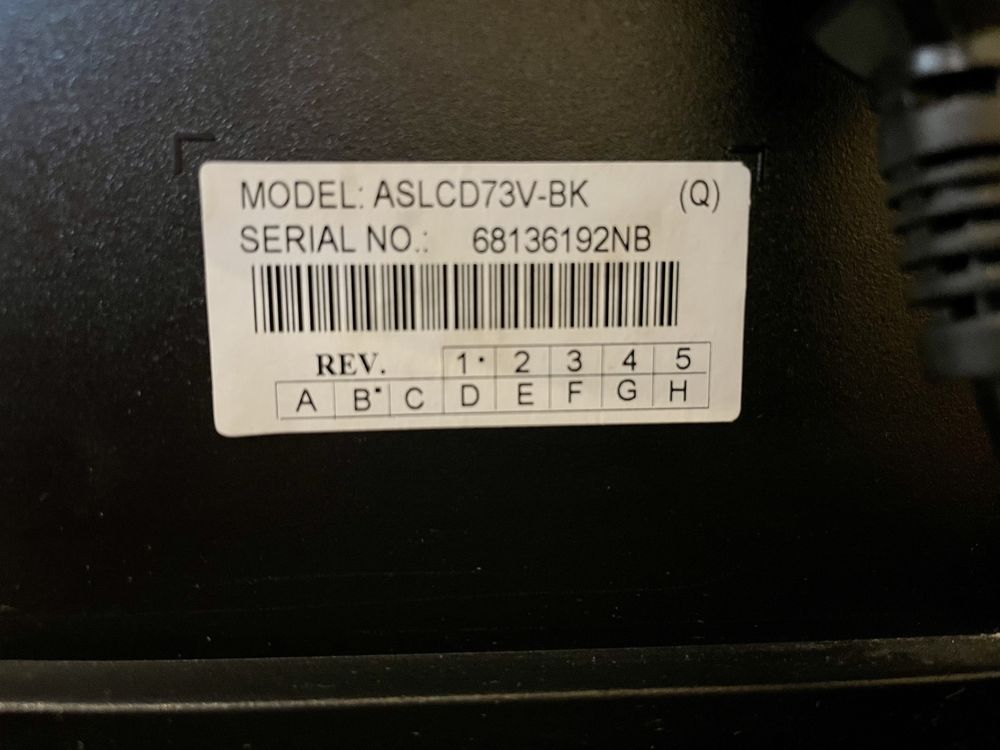 MODEL: ASLCD73V-BK (Q)
SERIAL NO.: 68136192NB
REV. 1· 2 3 4 5
A B· C D E F G H